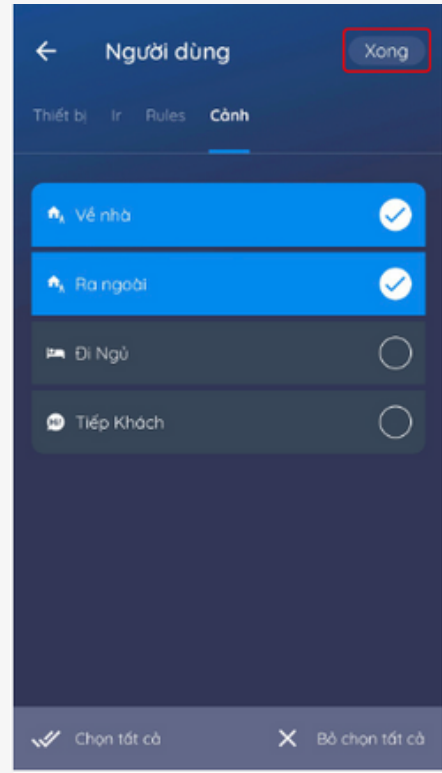 Người dùng Xong
Thiết bị Ir Rules Cảnh
Về nhà
Ra ngoài
Đi Ngủ
Tiếp Khách
Chọn tất cả Bỏ chọn tất cả